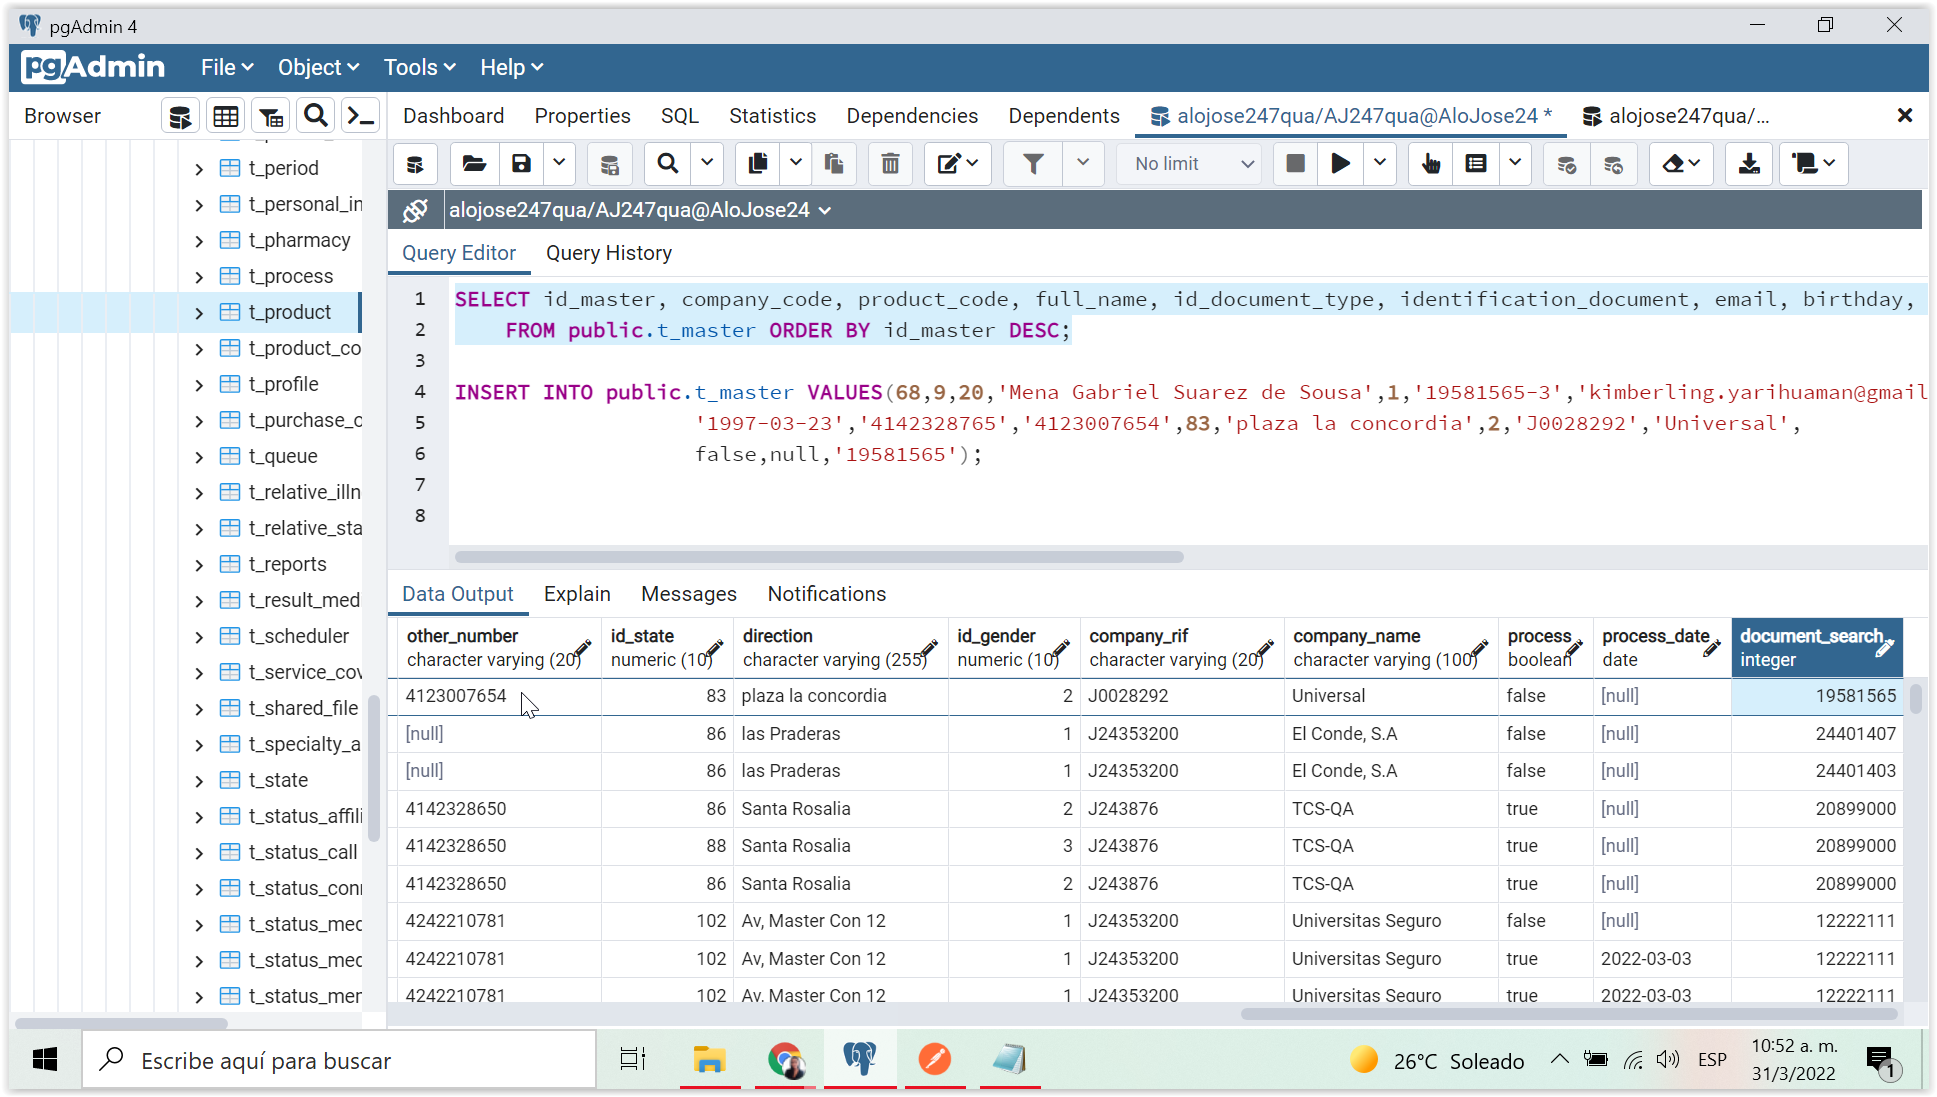 pgAdmin 4
pgAdmin File Object Tools Help
Browser
Dashboard Properties SQL Statistics Dependencies Dependents alojose247qua/AJ247qua@AloJose24 * alojose247qua/...
No limit
alojose247qua/AJ247qua@AloJose24
Query Editor Query History
t_period
t_personal_in
t_pharmacy
t_process
t_product
t_product_co
t_profile
t_purchase_c
t_queue
t_relative_illn
t_relative_sta
t_reports
t_result_med
t_scheduler
t_service_cov
t_shared_file
t_specialty_a
t_state
t_status_affili
t_status_call
t_status_con
t_status_med
t_status_med
t_status_mer
1 SELECT id_master, company_code, product_code, full_name, id_document_type, identification_document, email, birthday,
2 FROM public.t_master ORDER BY id_master DESC;
3
4 INSERT INTO public.t_master VALUES(68,9,20,'Mena Gabriel Suarez de Sousa',1,'19581565-3','kimberling.yarihuaman@gmail
5 '1997-03-23','4142328765','4123007654',83,'plaza la concordia',2,'J0028292','Universal',
6 false,null,'19581565');
7
8
Data Output Explain Messages Notifications
other_number id_state direction id_gender company_rif company_name process process_date document_search
character varying (20) numeric (10) character varying (255) numeric (10) character varying (20) character varying (100) boolean date integer
4123007654 83 plaza la concordia 2 J0028292 Universal false [null] 19581565
[null] 86 las Praderas 1 J24353200 El Conde, S.A false [null] 24401407
[null] 86 las Praderas 1 J24353200 El Conde, S.A false [null] 24401403
4142328650 86 Santa Rosalia 2 J243876 TCS-QA true [null] 20899000
4142328650 88 Santa Rosalia 3 J243876 TCS-QA true [null] 20899000
4142328650 86 Santa Rosalia 2 J243876 TCS-QA true [null] 20899000
4242210781 102 Av, Master Con 12 1 J24353200 Universitas Seguro false [null] 12222111
4242210781 102 Av, Master Con 12 1 J24353200 Universitas Seguro true 2022-03-03 12222111
4242210781 102 Av, Master Con 12 1 J24353200 Universitas Seguro true 2022-03-03 12222111
Escribe aquí para buscar
26°C Soleado
ESP
10:52 a. m.
31/3/2022
1